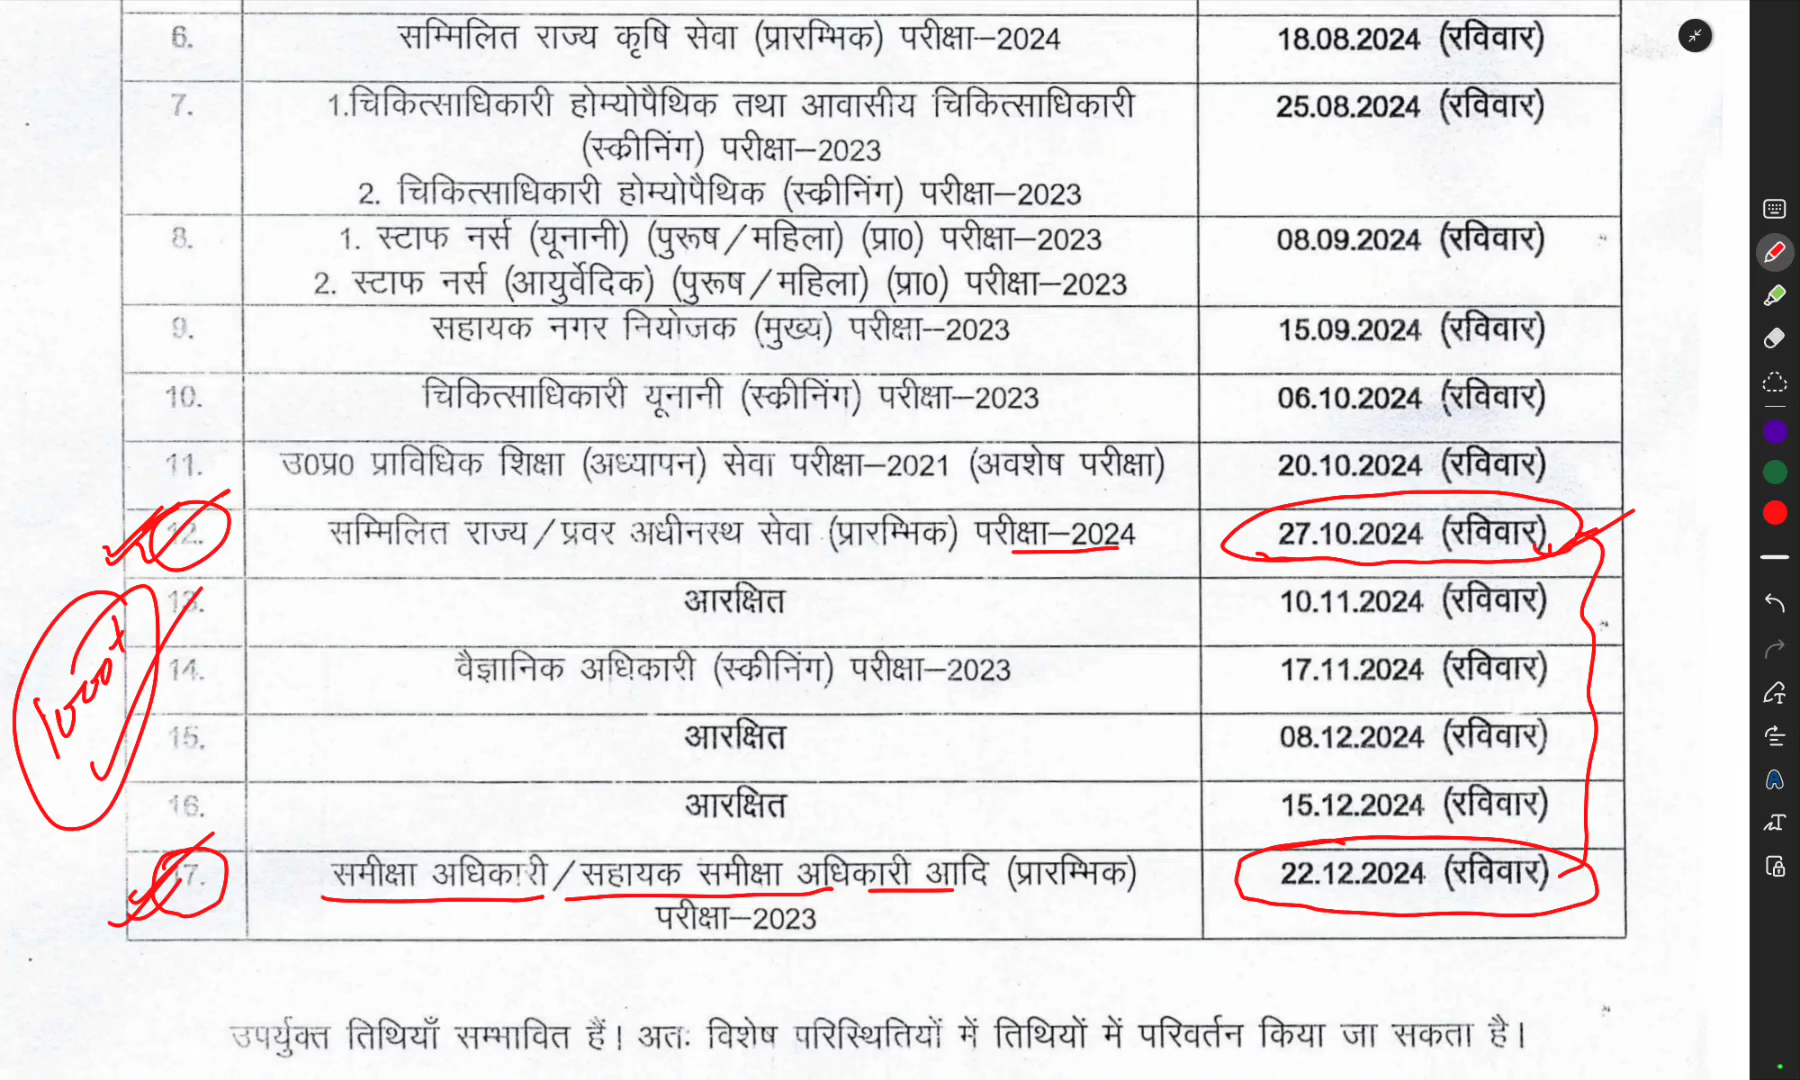 6. सम्मिलित राज्य कृषि सेवा (प्रारम्भिक) परीक्षा–2024 18.08.2024 (रविवार)
7. 1.चिकित्साधिकारी होम्योपैथिक तथा आवासीय चिकित्साधिकारी 25.08.2024 (रविवार)
(स्क्रीनिंग) परीक्षा–2023
2. चिकित्साधिकारी होम्योपैथिक (स्क्रीनिंग) परीक्षा–2023
8. 1. स्टाफ नर्स (यूनानी) (पुरूष/महिला) (प्रा0) परीक्षा–2023 08.09.2024 (रविवार)
2. स्टाफ नर्स (आयुर्वेदिक) (पुरूष/महिला) (प्रा0) परीक्षा–2023
9. सहायक नगर नियोजक (मुख्य) परीक्षा–2023 15.09.2024 (रविवार)
10. चिकित्साधिकारी यूनानी (स्क्रीनिंग) परीक्षा–2023 06.10.2024 (रविवार)
11. उ0प्र0 प्राविधिक शिक्षा (अध्यापन) सेवा परीक्षा–2021 (अवशेष परीक्षा) 20.10.2024 (रविवार)
12. सम्मिलित राज्य/प्रवर अधीनस्थ सेवा (प्रारम्भिक) परीक्षा–2024 27.10.2024 (रविवार)
13. आरक्षित 10.11.2024 (रविवार)
1000+
14. वैज्ञानिक अधिकारी (स्क्रीनिंग) परीक्षा–2023 17.11.2024 (रविवार)
15. आरक्षित 08.12.2024 (रविवार)
16. आरक्षित 15.12.2024 (रविवार)
17. समीक्षा अधिकारी/सहायक समीक्षा अधिकारी आदि (प्रारम्भिक) 22.12.2024 (रविवार)
परीक्षा–2023
उपर्युक्त तिथियाँ सम्भावित हैं। अतः विशेष परिस्थितियों में तिथियों में परिवर्तन किया जा सकता है।